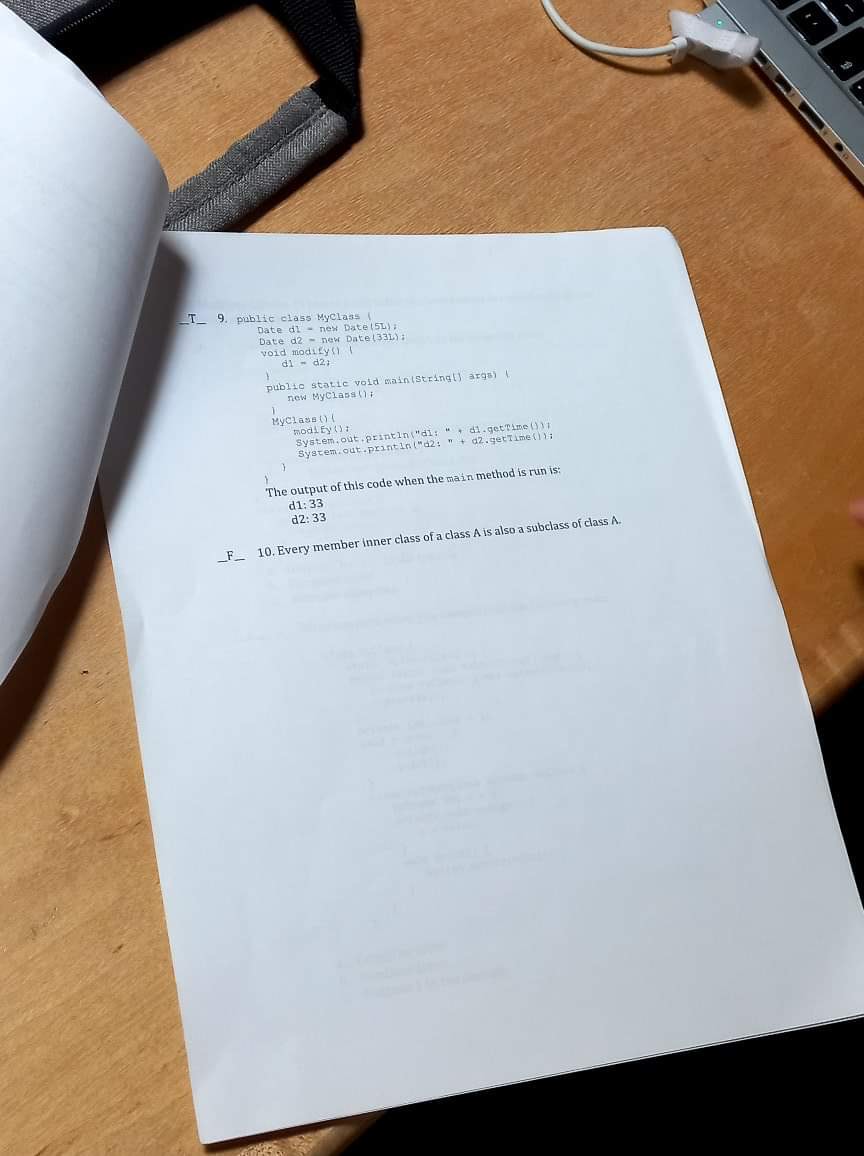 _T_ 9. public class MyClass {
Date d1 = new Date(5L);
Date d2 = new Date(33L);
void modify() {
d1 = d2;
}
public static void main(String[] args) {
new MyClass();
}
MyClass(){
modify();
System.out.println("d1: " + d1.getTime());
System.out.println("d2: " + d2.getTime());
}
}
The output of this code when the main method is run is:
d1: 33
d2: 33
_F_ 10. Every member inner class of a class A is also a subclass of class A.